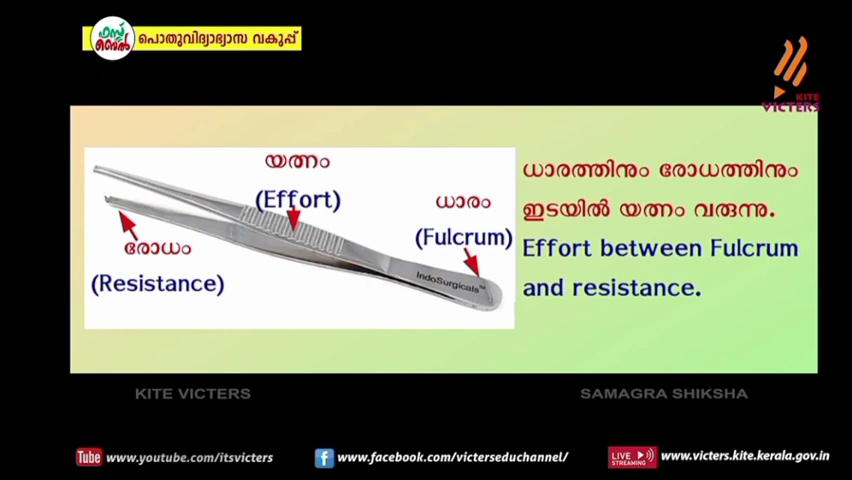 ഫസ്റ്റ്
ബെൽ
പൊതുവിദ്യാഭ്യാസ വകുപ്പ്
KITE
VICTERS
യത്നം
(Effort)
ധാരം
(Fulcrum)
രോധം
(Resistance)
IndoSurgicals™
ധാരത്തിനും രോധത്തിനും
ഇടയിൽ യത്നം വരുന്നു.
Effort between Fulcrum
and resistance.
KITE VICTERS
SAMAGRA SHIKSHA
You Tube www.youtube.com/itsvicters
f www.facebook.com/victerseduchannel/
LIVE STREAMING www.victers.kite.kerala.gov.in